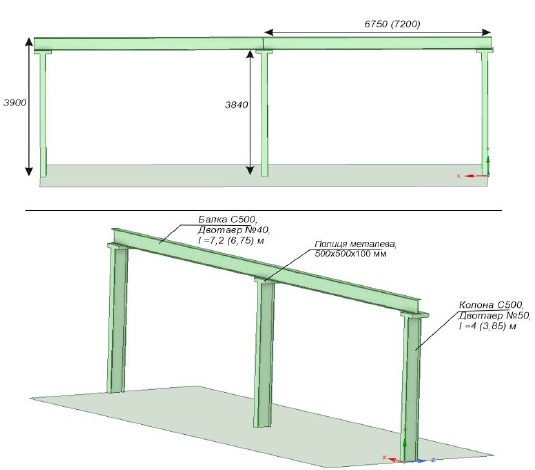 6750 (7200)
3900
3840
Балка С500,
Двотавр №40,
l =7,2 (6,75) м
Полиця металева,
500х500х100 мм
Колона С500,
Двотавр №50,
l =4 (3,85) м
x
x
z